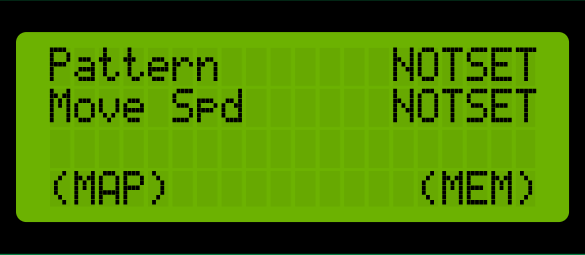 Pattern NOTSET
Move Spd NOTSET
(MAP) (MEM)